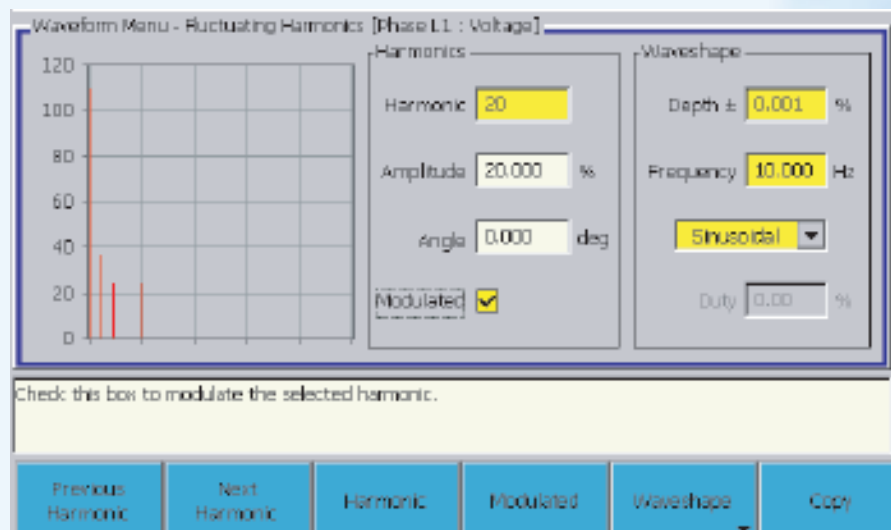 Waveform Menu - Fluctuating Harmonics [Phase L1 : Voltage]
120
100
80
60
40
20
0
Harmonics
Harmonic 20
Amplitude 20.000 %
Angle 0.000 deg
Modulated
Waveshape
Depth ± 0.001 %
Frequency 10.000 Hz
Sinusoidal
Duty 0.00 %
Check this box to modulate the selected harmonic.
Previous Harmonic
Next Harmonic
Harmonic
Modulated
Waveshape
Copy